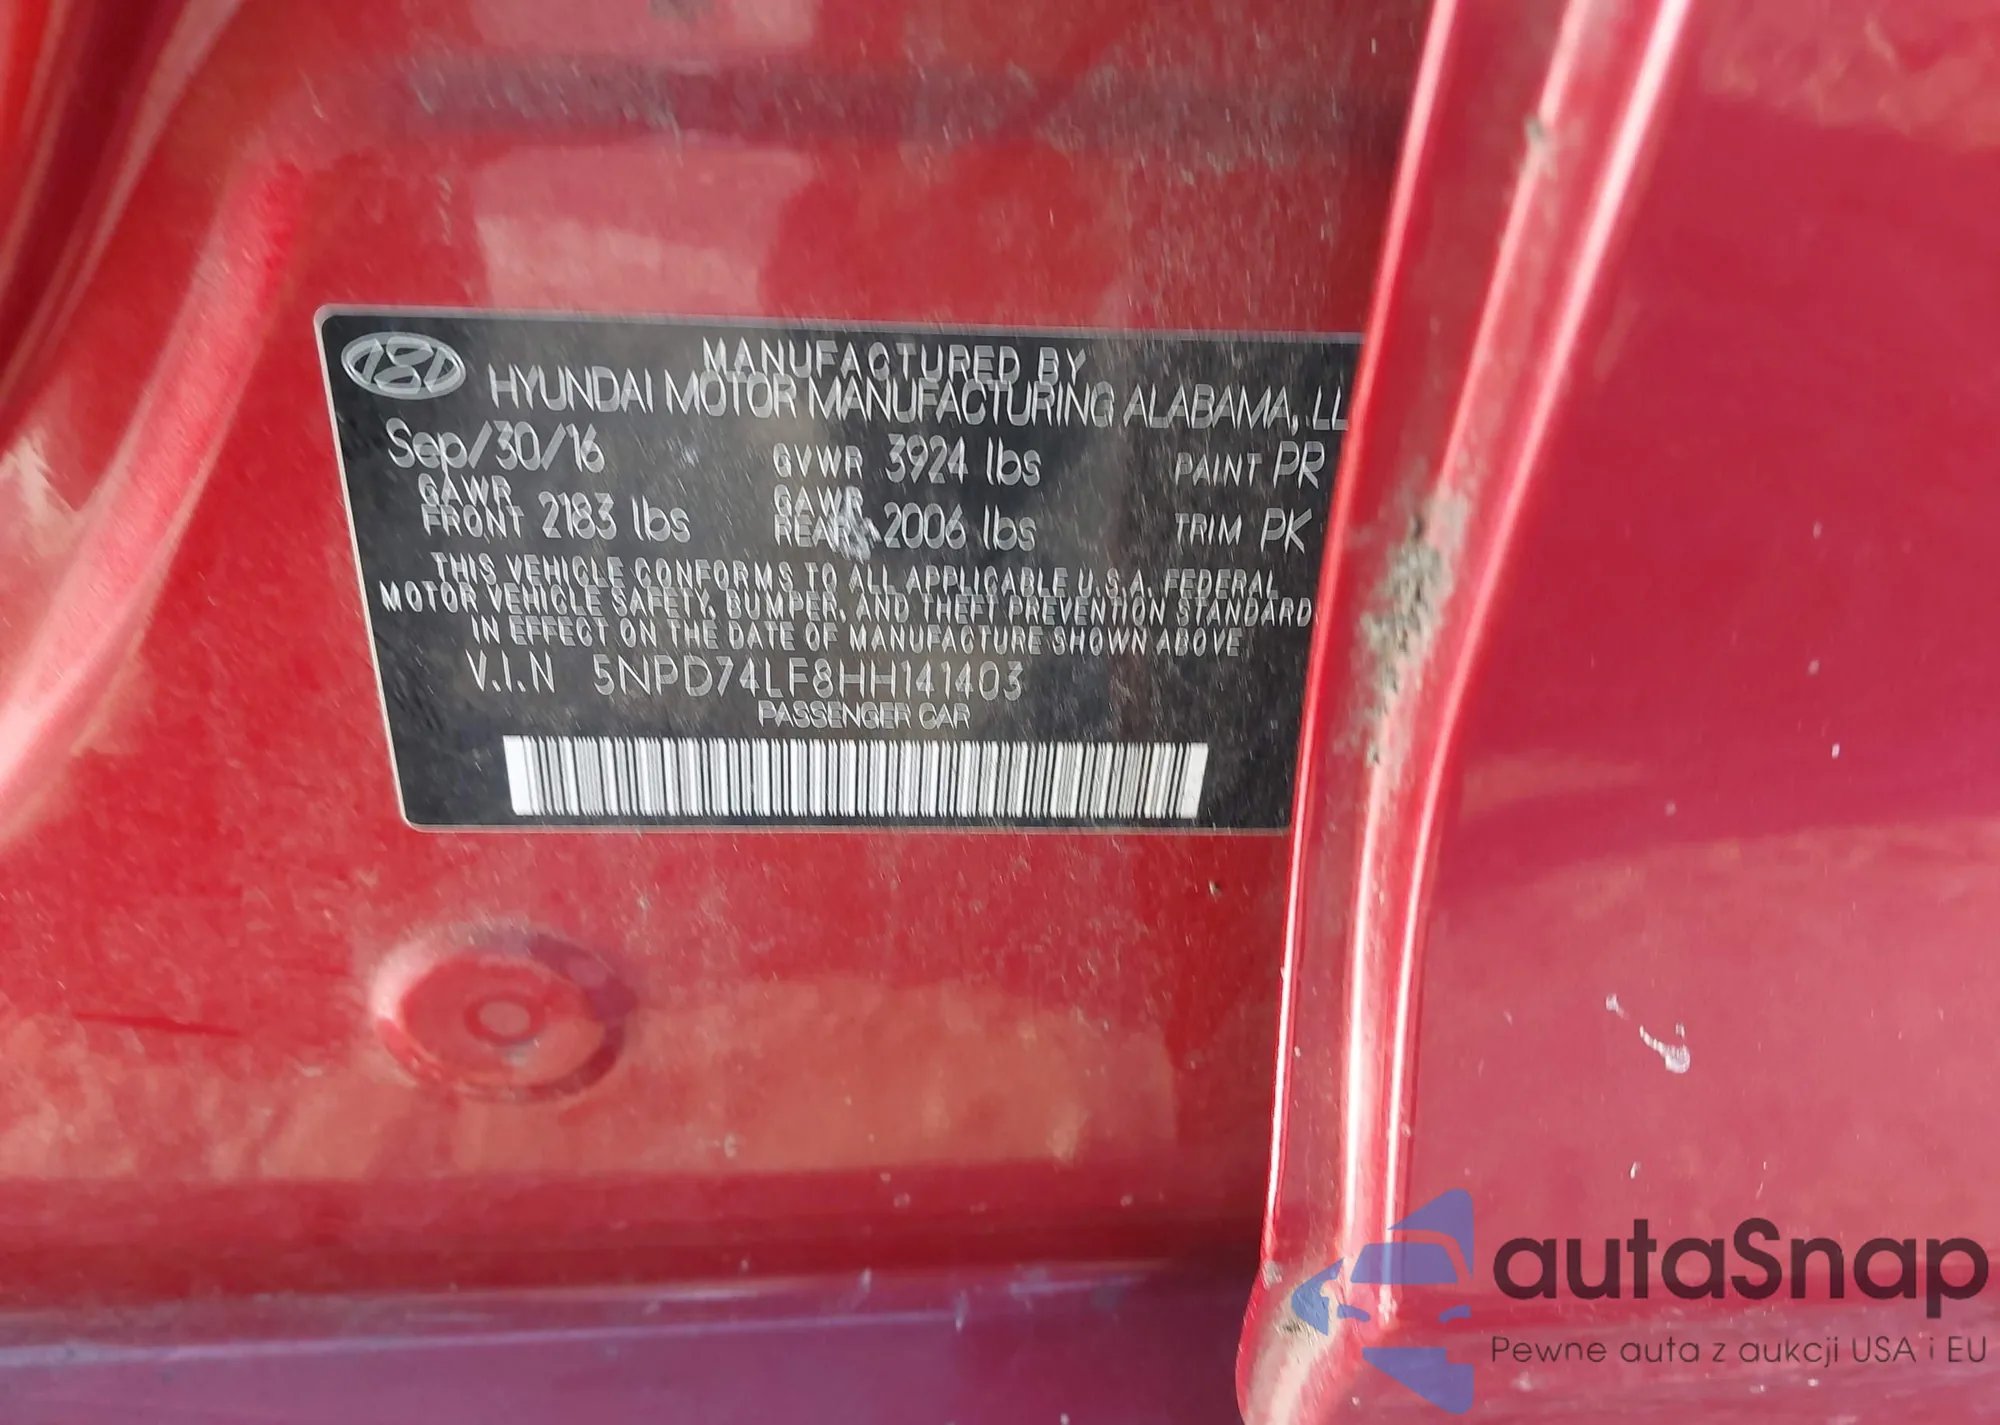 MANUFACTURED BY
HYUNDAI MOTOR MANUFACTURING ALABAMA, LL
Sep/30/16 GVWR 3924 lbs PAINT PR
GAWR FRONT 2183 lbs GAWR REAR 2006 lbs TRIM PK
THIS VEHICLE CONFORMS TO ALL APPLICABLE U.S.A. FEDERAL
MOTOR VEHICLE SAFETY, BUMPER, AND THEFT PREVENTION STANDARD
IN EFFECT ON THE DATE OF MANUFACTURE SHOWN ABOVE
V.I.N 5NPD74LF8HH141403
PASSENGER CAR
autaSnap
Pewne auta z aukcji USA i EU